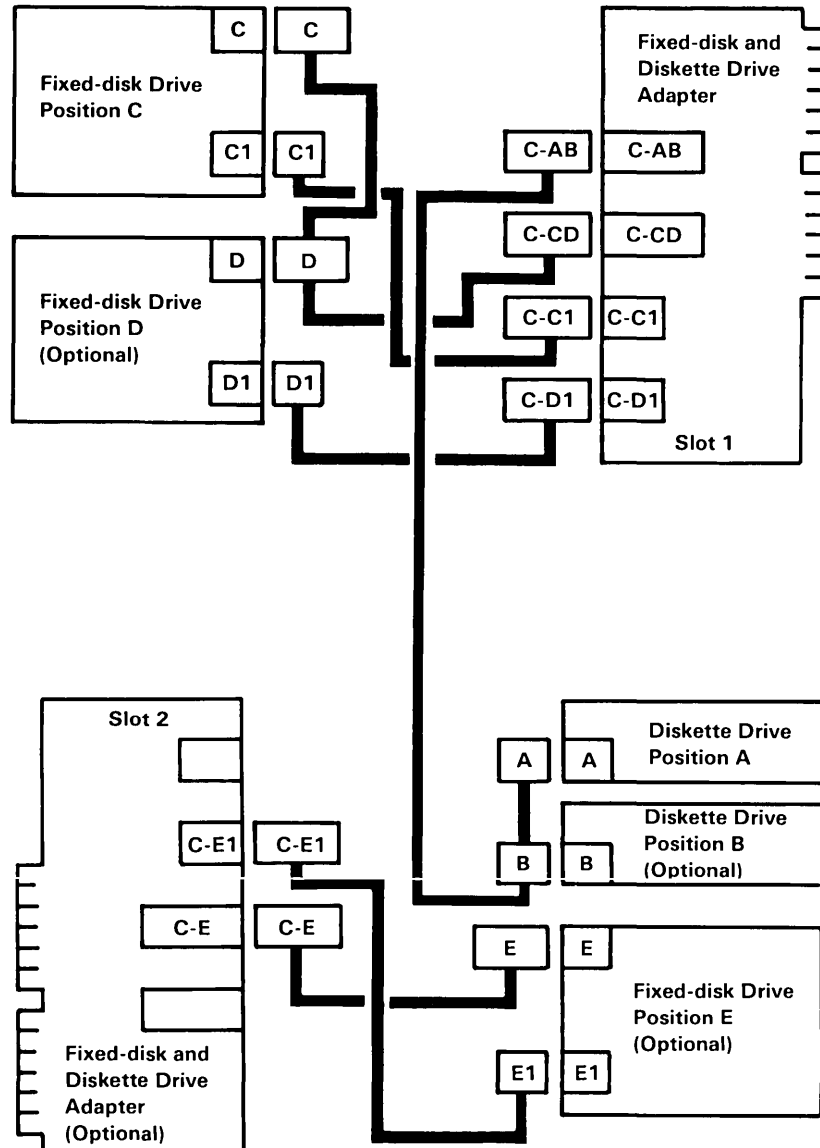 C
C
Fixed-disk Drive
Position C
C1
C1
D
D
Fixed-disk Drive
Position D
(Optional)
D1
D1
Fixed-disk and
Diskette Drive
Adapter
C-AB
C-AB
C-CD
C-CD
C-C1
C-C1
C-D1
C-D1
Slot 1
Slot 2
C-E1
C-E1
C-E
C-E
Fixed-disk and
Diskette Drive
Adapter
(Optional)
Diskette Drive
Position A
A
A
Diskette Drive
Position B
(Optional)
B
B
E
E
Fixed-disk Drive
Position E
(Optional)
E1
E1